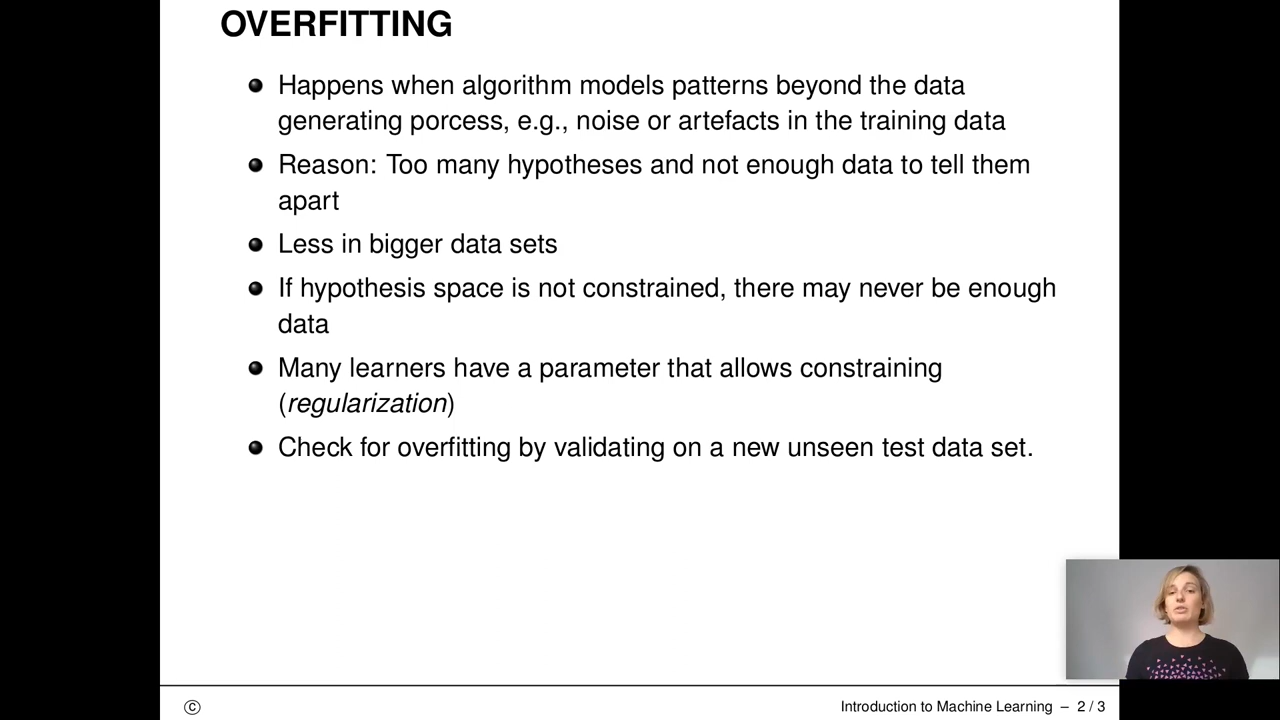 OVERFITTING
Happens when algorithm models patterns beyond the data
generating porcess, e.g., noise or artefacts in the training data
Reason: Too many hypotheses and not enough data to tell them
apart
Less in bigger data sets
If hypothesis space is not constrained, there may never be enough
data
Many learners have a parameter that allows constraining
(regularization)
Check for overfitting by validating on a new unseen test data set.
© Introduction to Machine Learning – 2 / 3